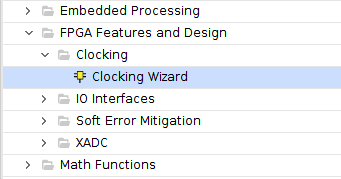 Embedded Processing
FPGA Features and Design
Clocking
Clocking Wizard
IO Interfaces
Soft Error Mitigation
XADC
Math Functions